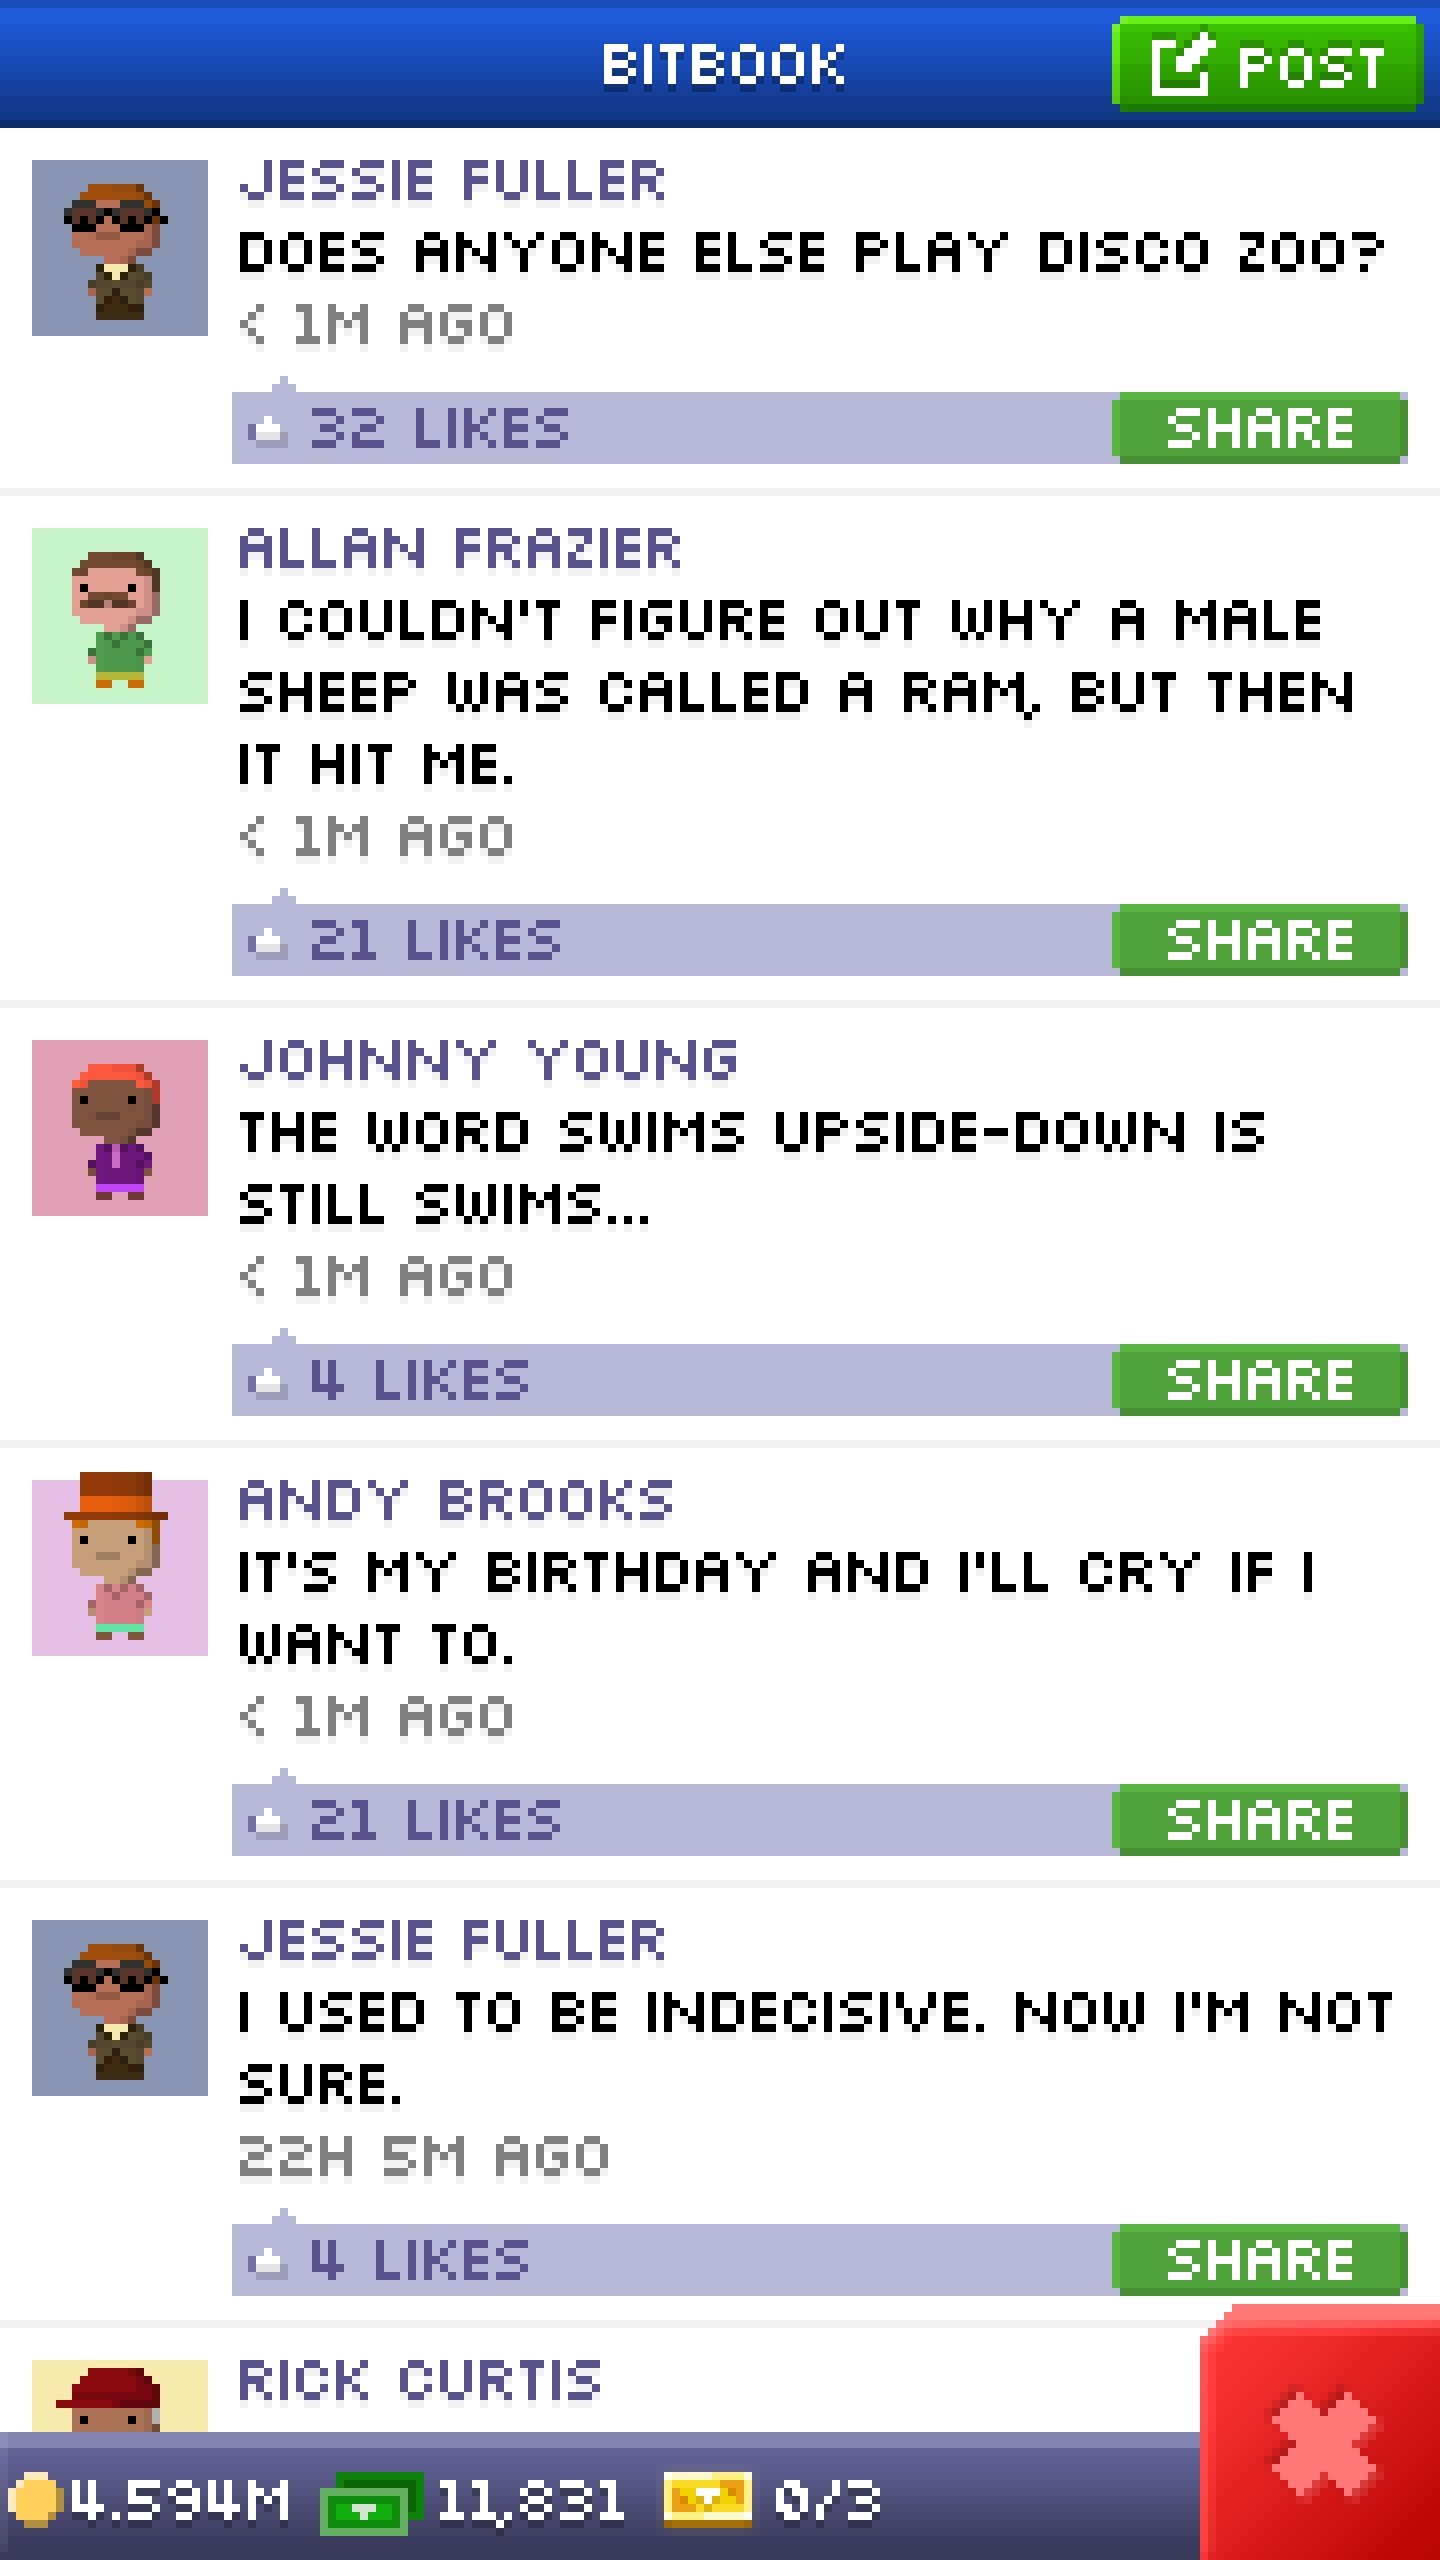 BITBOOK
POST
JESSIE FULLER
DOES ANYONE ELSE PLAY DISCO ZOO?
< 1M AGO
32 LIKES
SHARE
ALLAN FRAZIER
I COULDN'T FIGURE OUT WHY A MALE
SHEEP WAS CALLED A RAM, BUT THEN
IT HIT ME.
< 1M AGO
21 LIKES
SHARE
JOHNNY YOUNG
THE WORD SWIMS UPSIDE-DOWN IS
STILL SWIMS...
< 1M AGO
4 LIKES
SHARE
ANDY BROOKS
IT'S MY BIRTHDAY AND I'LL CRY IF I
WANT TO.
< 1M AGO
21 LIKES
SHARE
JESSIE FULLER
I USED TO BE INDECISIVE. NOW I'M NOT
SURE.
22H 5M AGO
4 LIKES
SHARE
RICK CURTIS
4.594M
11,831
0/3